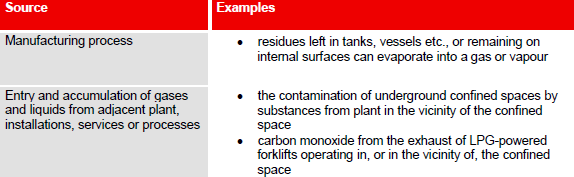 Source Examples
Manufacturing process
• residues left in tanks, vessels etc., or remaining on
internal surfaces can evaporate into a gas or vapour
Entry and accumulation of gases
and liquids from adjacent plant,
installations, services or processes
• the contamination of underground confined spaces by
substances from plant in the vicinity of the confined
space
• carbon monoxide from the exhaust of LPG-powered
forklifts operating in, or in the vicinity of, the confined
space